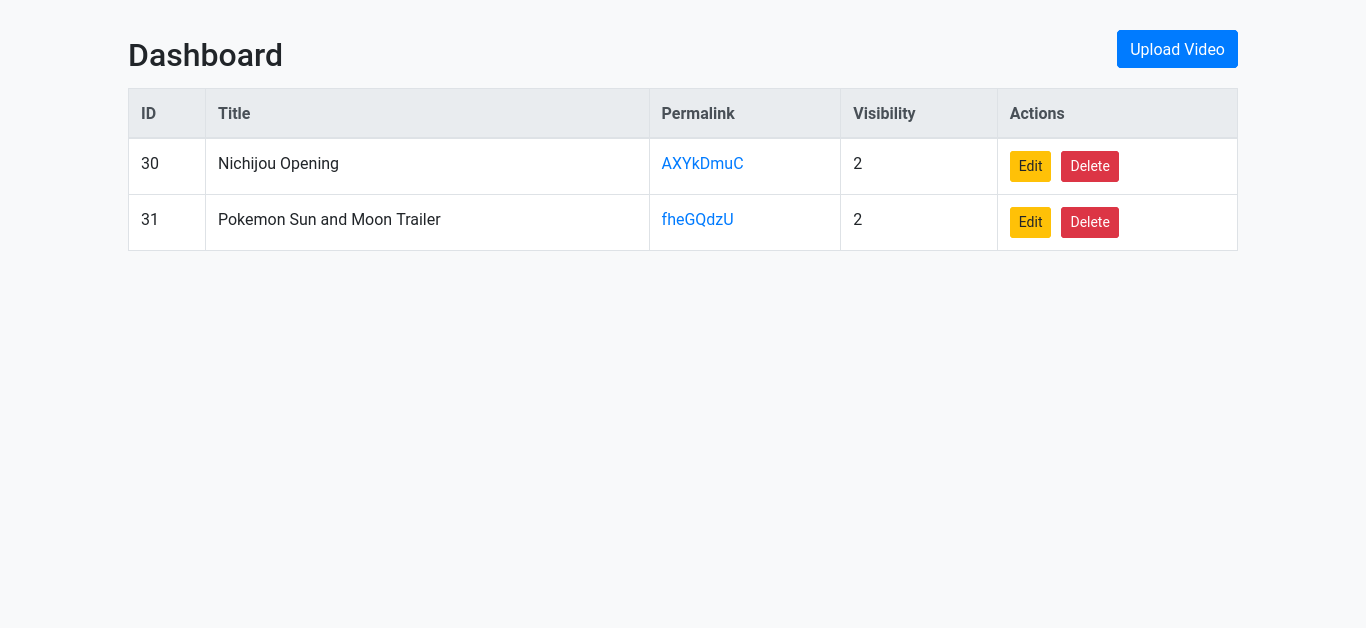 Dashboard
Upload Video
ID Title Permalink Visibility Actions
30 Nichijou Opening AXYkDmuC 2 Edit Delete
31 Pokemon Sun and Moon Trailer fheGQdzU 2 Edit Delete